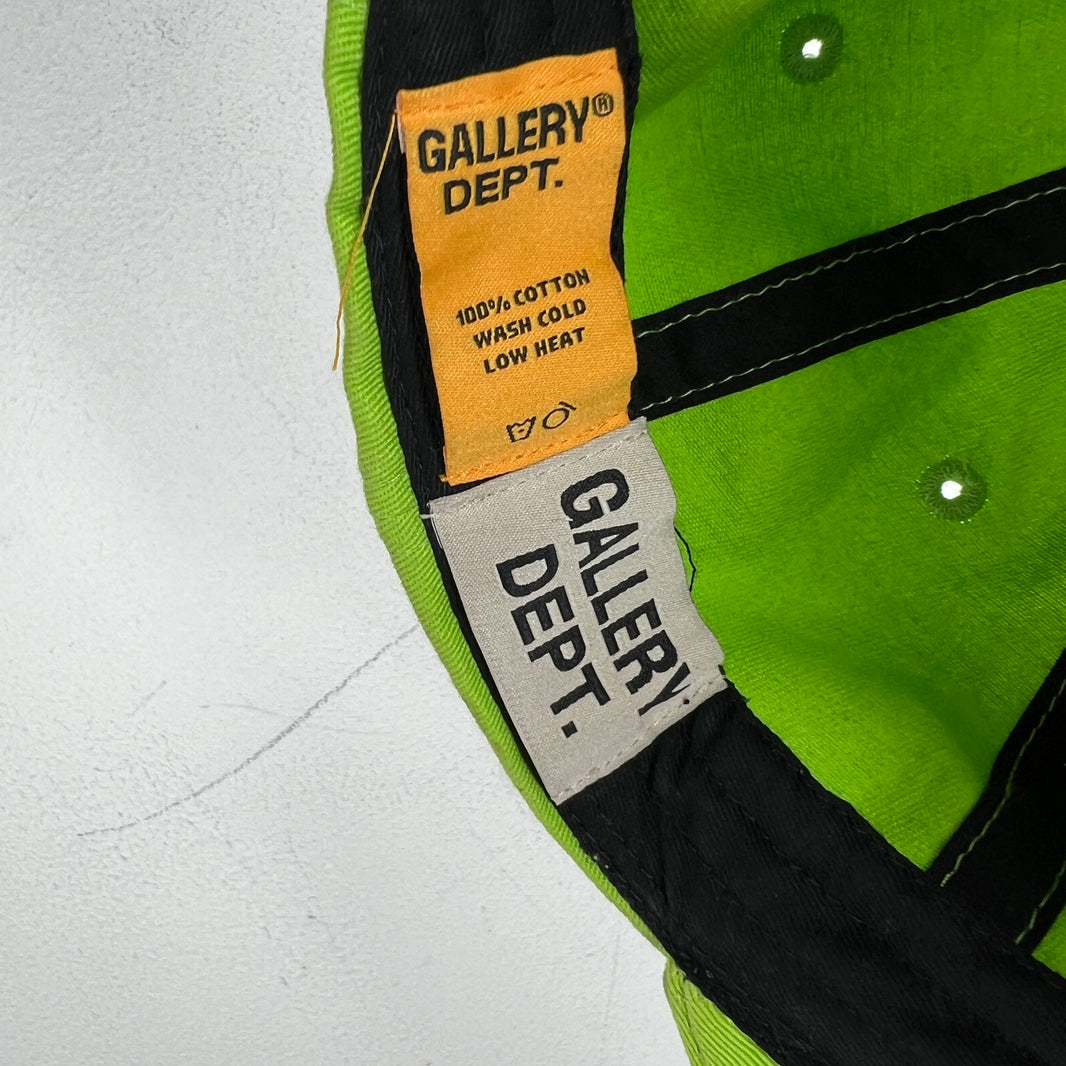 GALLERY®
DEPT.
100% COTTON
WASH COLD
LOW HEAT
GALLERY
DEPT.